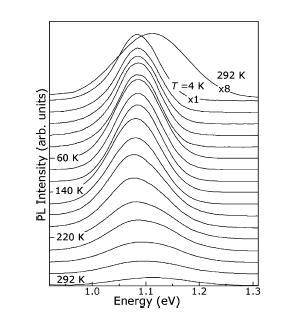 292 K
x8
T=4 K
x1
60 K
140 K
220 K
292 K
PL Intensity (arb. units)
1.0 1.1 1.2 1.3
Energy (eV)